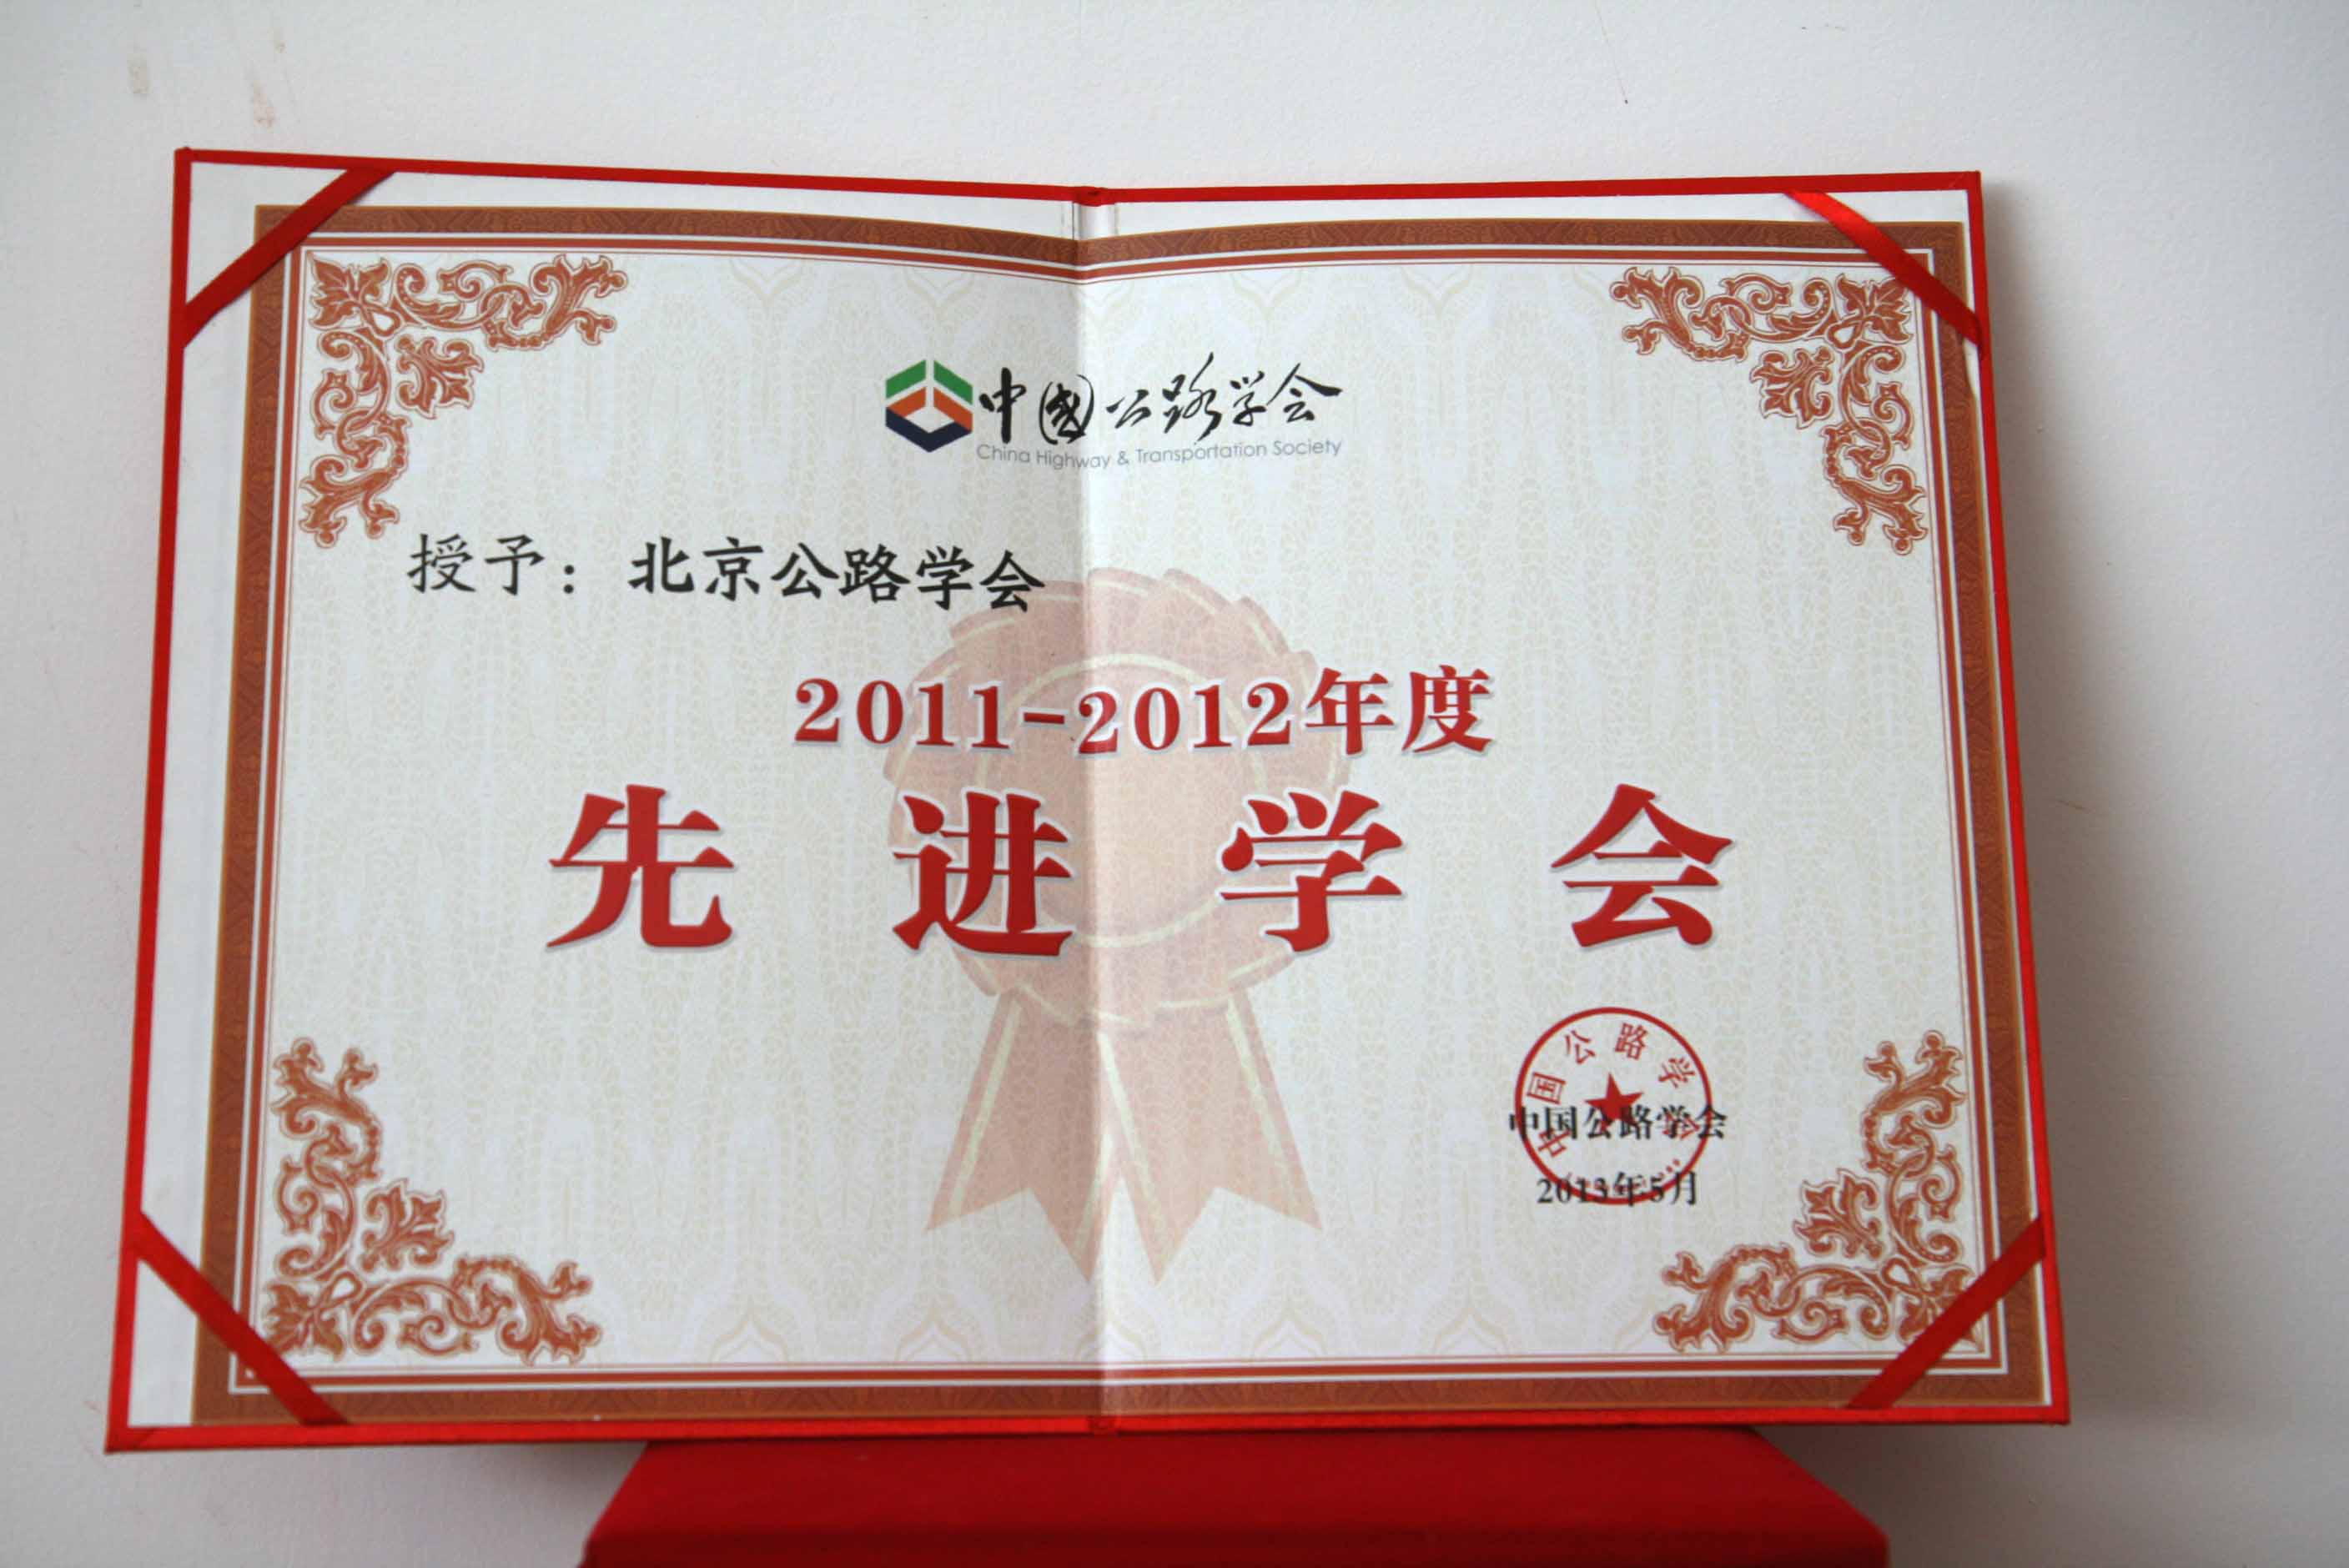 中国公路学会
China Highway & Transportation Society
授予：北京公路学会
2011-2012年度
先进学会
中国公路学会
中国公路学会
2013年5月